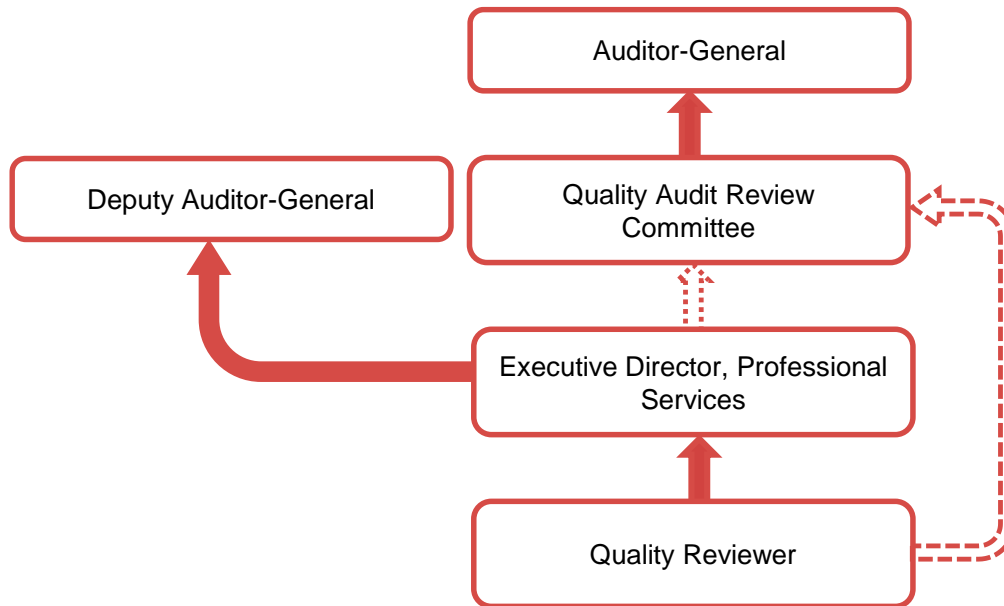 Auditor-General
Deputy Auditor-General
Quality Audit Review
Committee
Executive Director, Professional
Services
Quality Reviewer